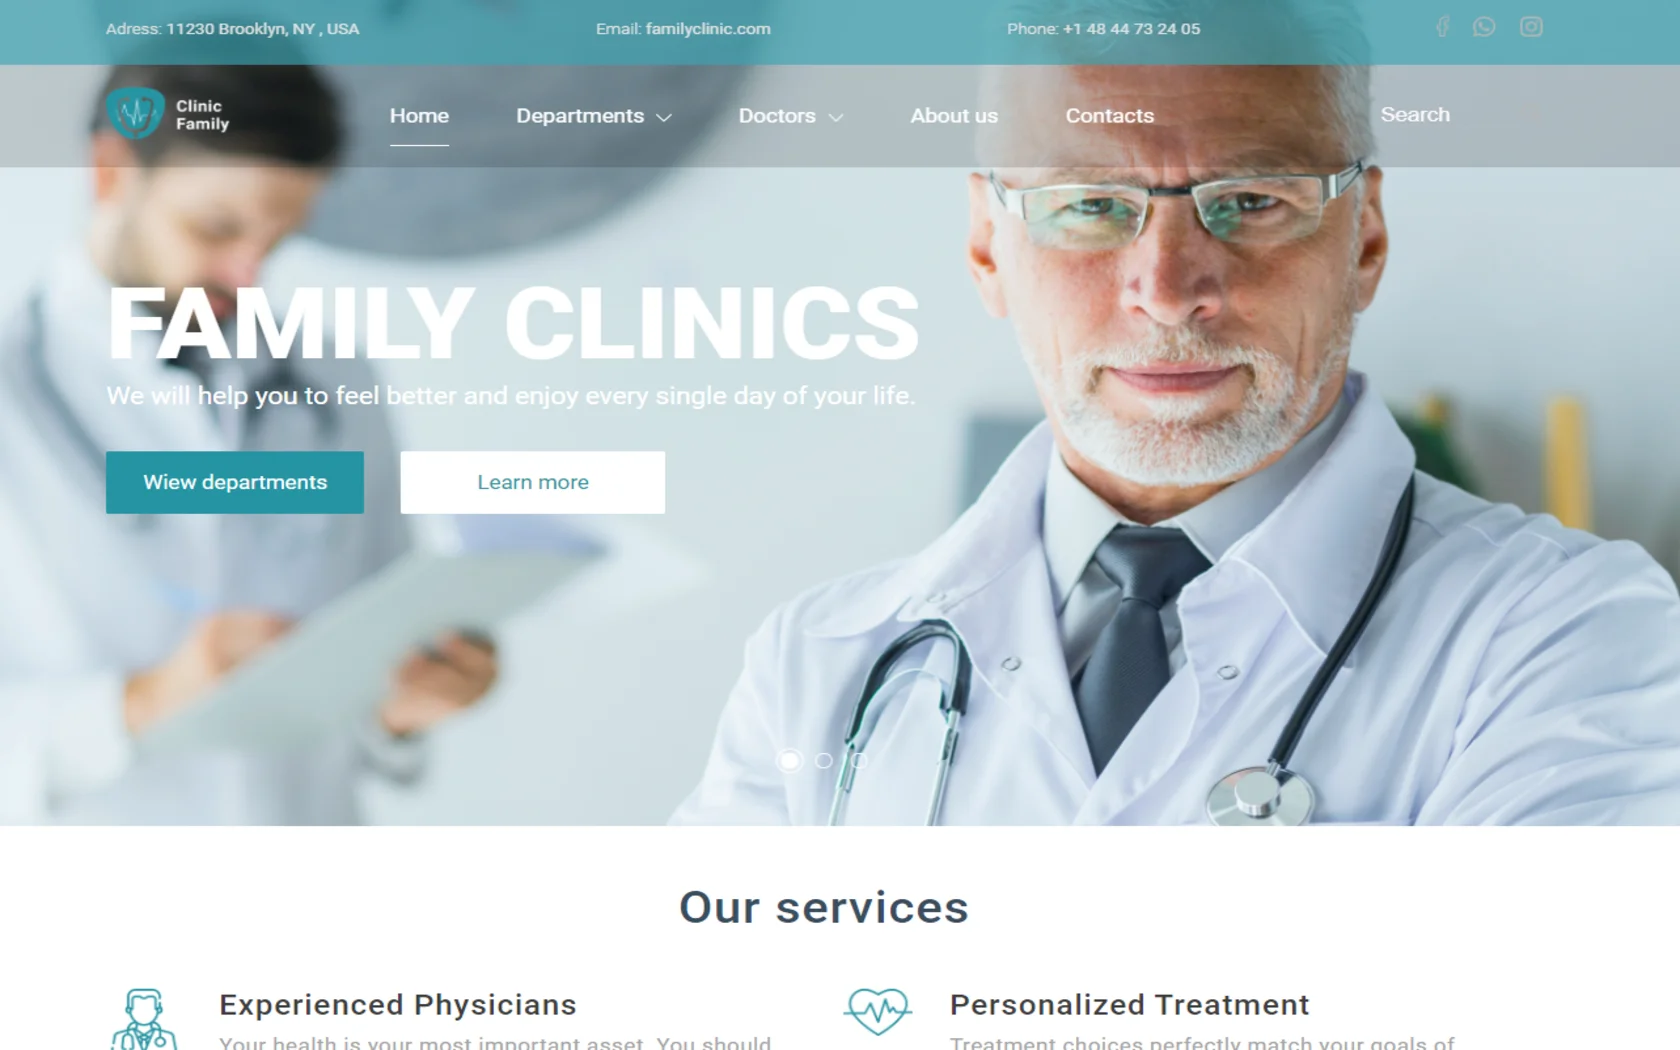 Adress: 11230 Brooklyn, NY , USA
Email: familyclinic.com
Phone: +1 48 44 73 24 05
Clinic
Family
Home
Departments
Doctors
About us
Contacts
Search
FAMILY CLINICS
We will help you to feel better and enjoy every single day of your life.
Wiew departments
Learn more
Our services
Experienced Physicians
Your health is your most important asset. You should
Personalized Treatment
Treatment choices perfectly match your goals of